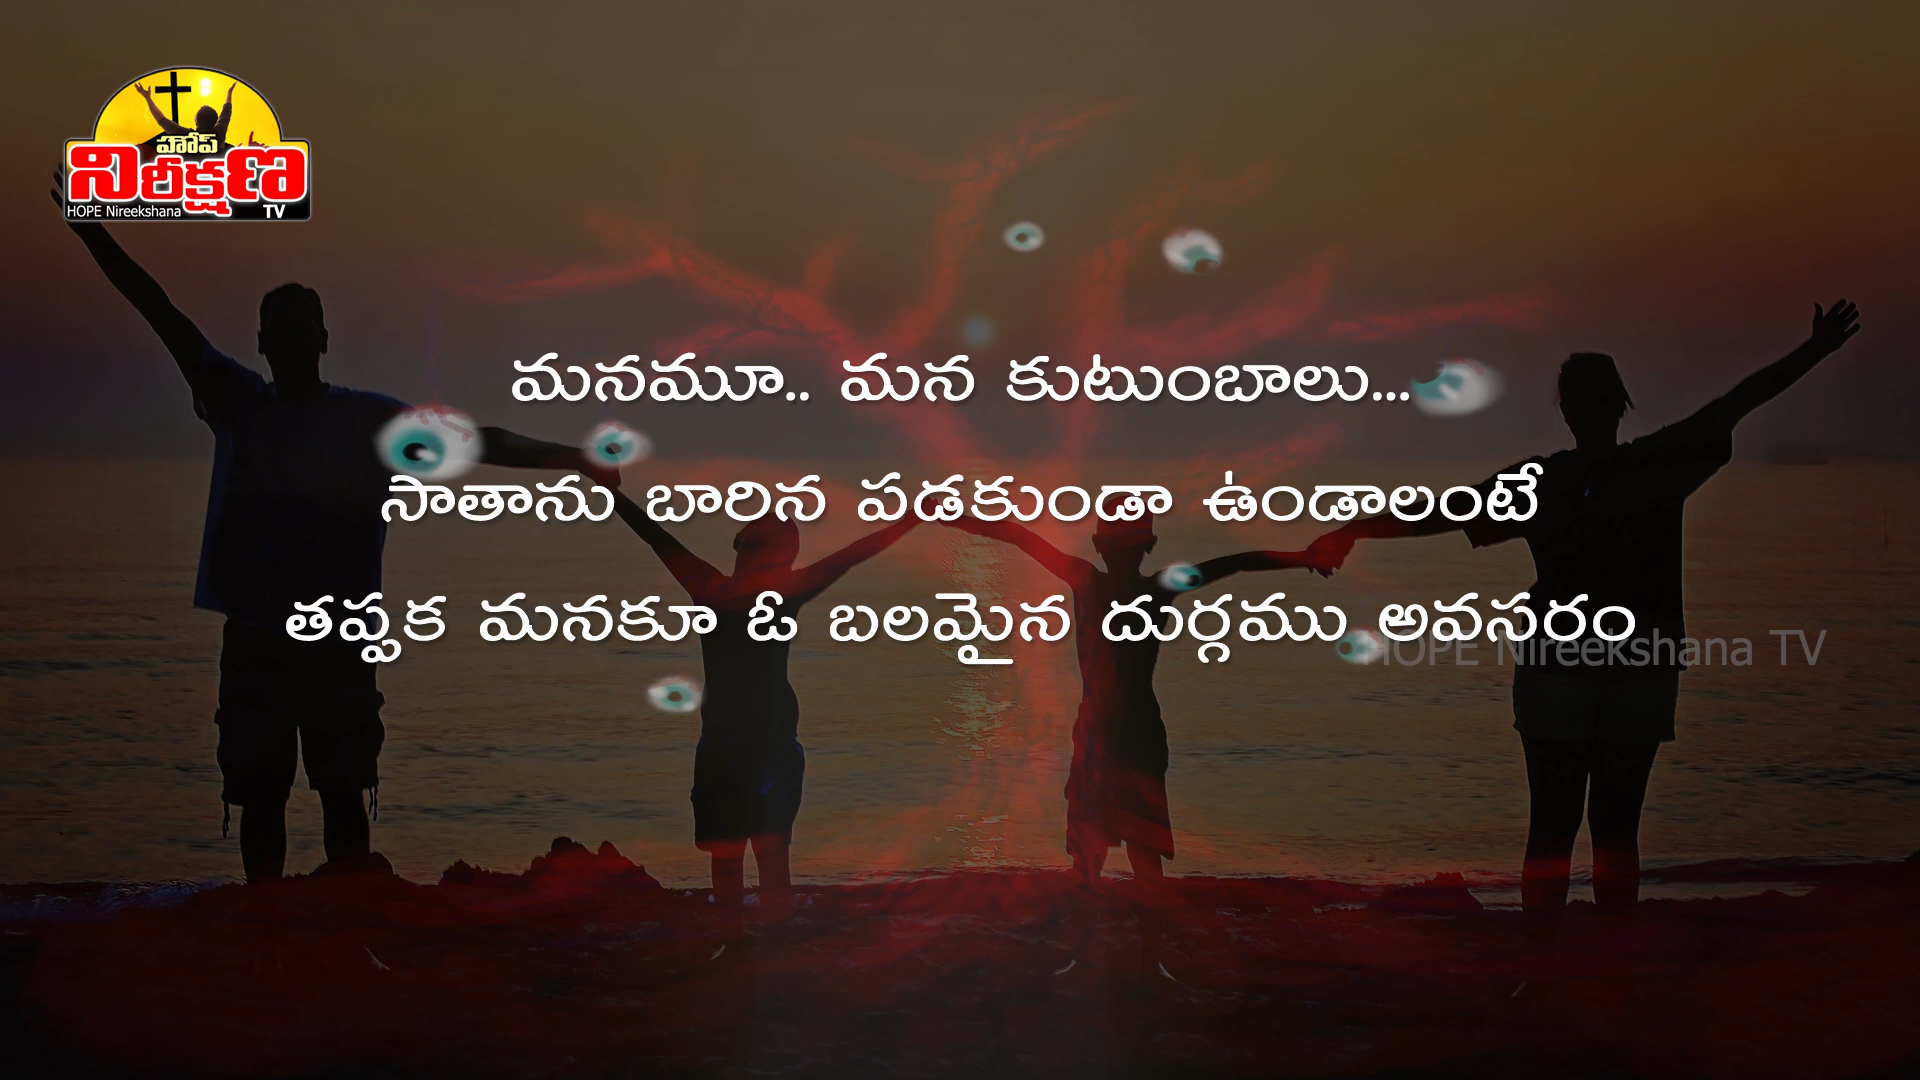 హోప్
నిరీక్షణ
HOPE Nireekshana TV
మనమూ.. మన కుటుంబాలు...
సాతాను బారిన పడకుండా ఉండాలంటే
తప్పక మనకూ ఓ బలమైన దుర్గము అవసరం
HOPE Nireekshana TV